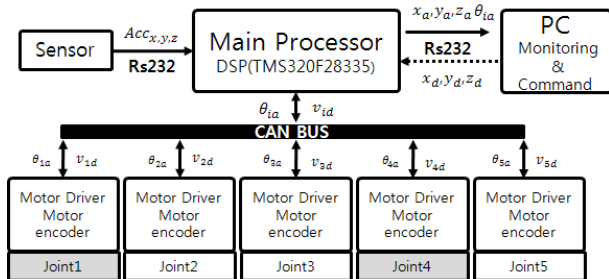 Sensor
Acc x,y,z
Rs232
Main Processor
DSP(TMS320F28335)
x_a, y_a, z_a θ_ia
Rs232
x_d, y_d, z_d
PC
Monitoring
&
Command
θ_ia v_id
CAN BUS
θ_1a v_1d θ_2a v_2d θ_3a v_3d θ_4a v_4d θ_5a v_5d
Motor Driver Motor Driver Motor Driver Motor Driver Motor Driver
Motor Motor Motor Motor Motor
encoder encoder encoder encoder encoder
Joint1 Joint2 Joint3 Joint4 Joint5